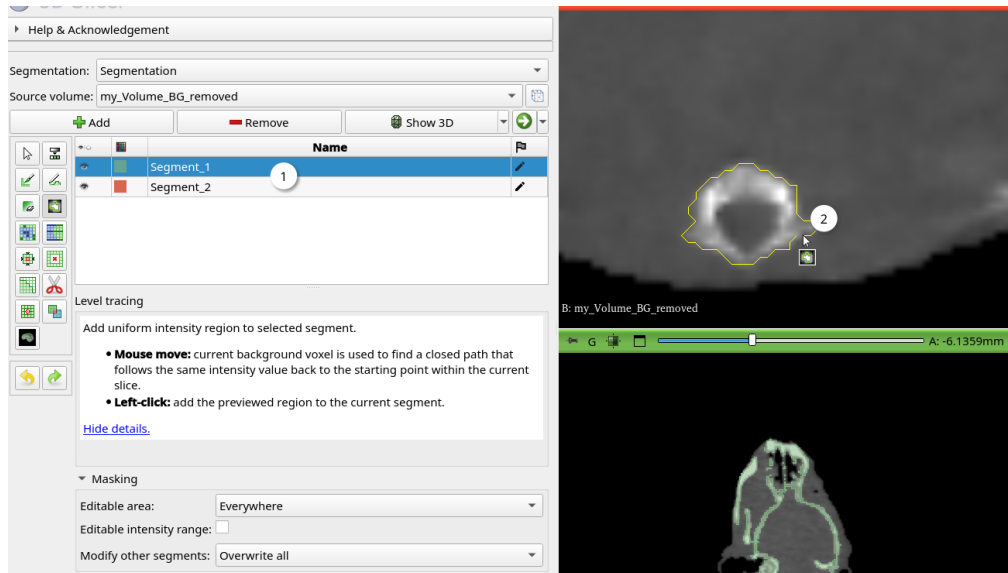 Help & Acknowledgement
Segmentation: Segmentation
Source volume: my_Volume_BG_removed
Add
Remove
Show 3D
Name
Segment_1
1
Segment_2
Level tracing
Add uniform intensity region to selected segment.
• Mouse move: current background voxel is used to find a closed path that
follows the same intensity value back to the starting point within the current
slice.
• Left-click: add the previewed region to the current segment.
Hide details.
Masking
Editable area: Everywhere
Editable intensity range:
Modify other segments: Overwrite all
2
B: my_Volume_BG_removed
G
A: -6.1359mm